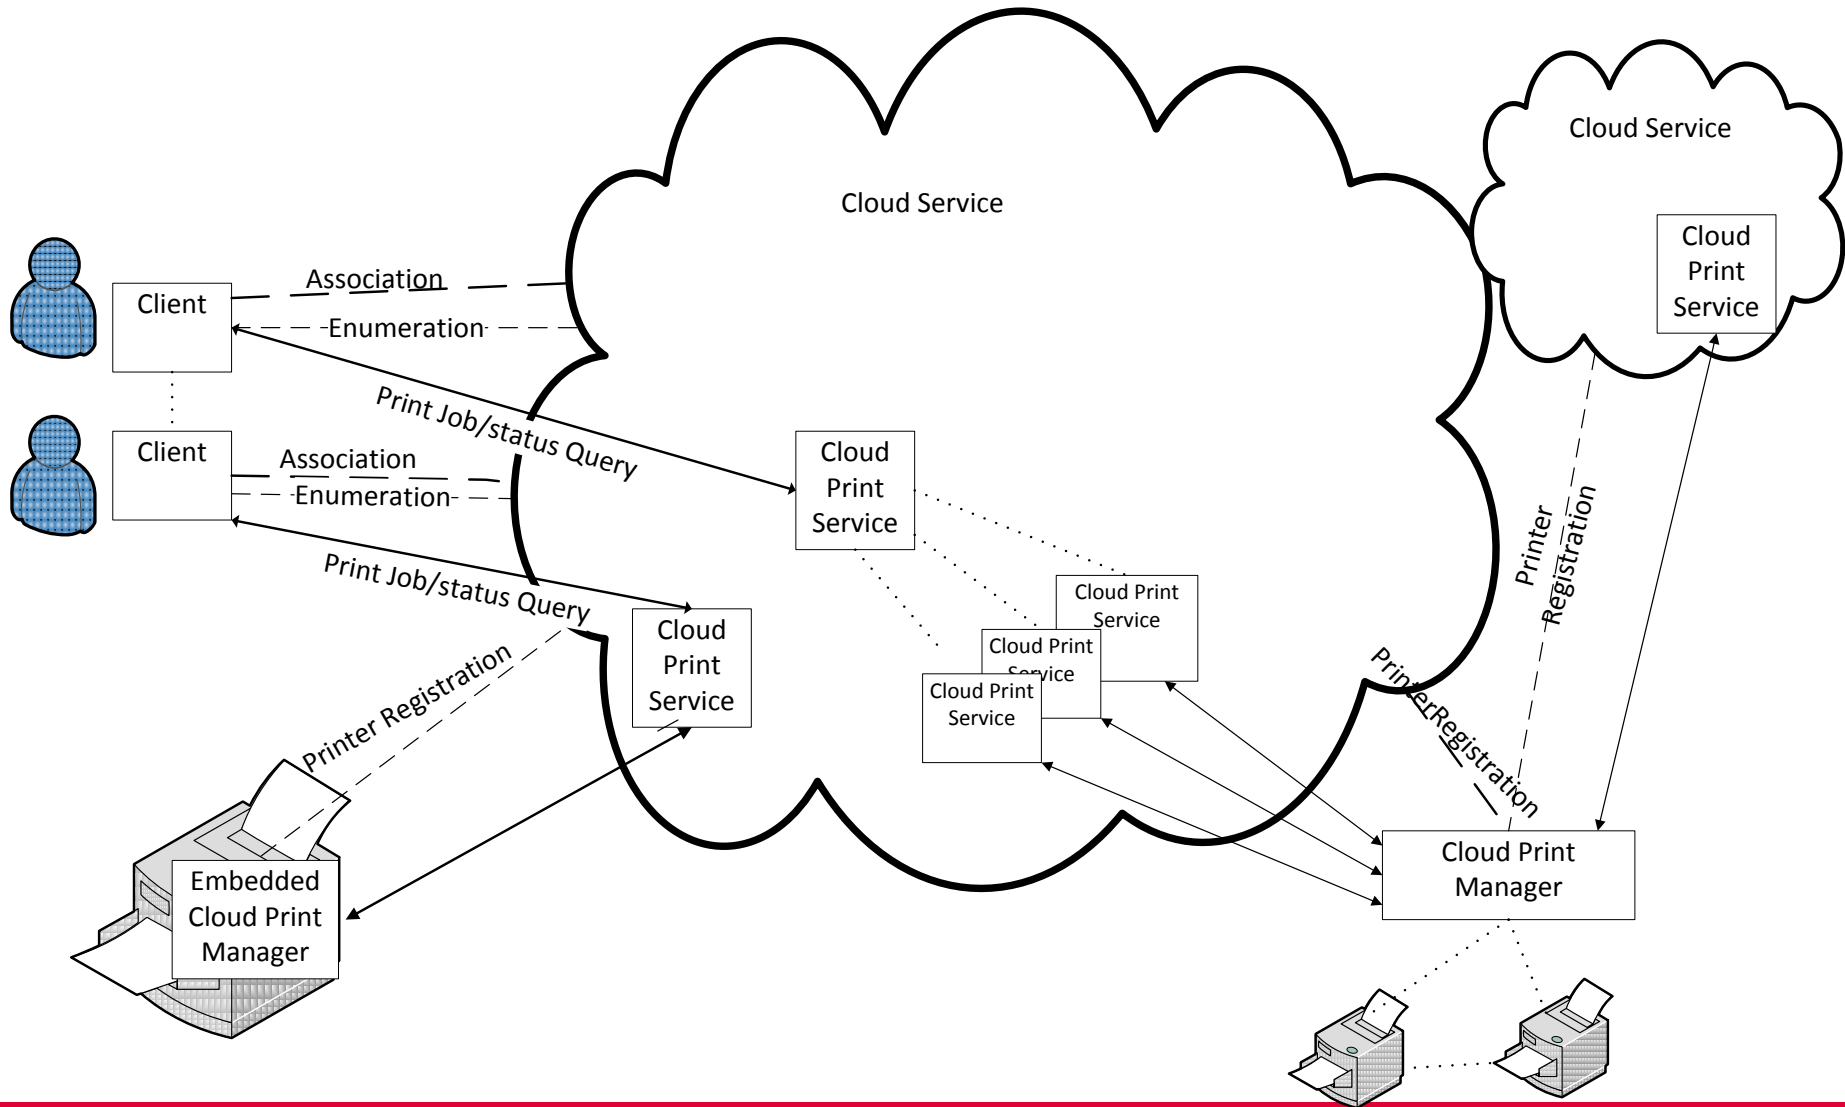 Cloud Service
Cloud Service
Cloud
Print
Service
Client
Association
Enumeration
Print Job/status Query
Client
Association
Enumeration
Print Job/status Query
Cloud
Print
Service
Cloud Print
Service
Cloud Print
Service
Cloud Print
Service
Cloud
Print
Service
Printer Registration
Printer
Registration
PrinterRegistration
Cloud Print
Manager
Embedded
Cloud Print
Manager